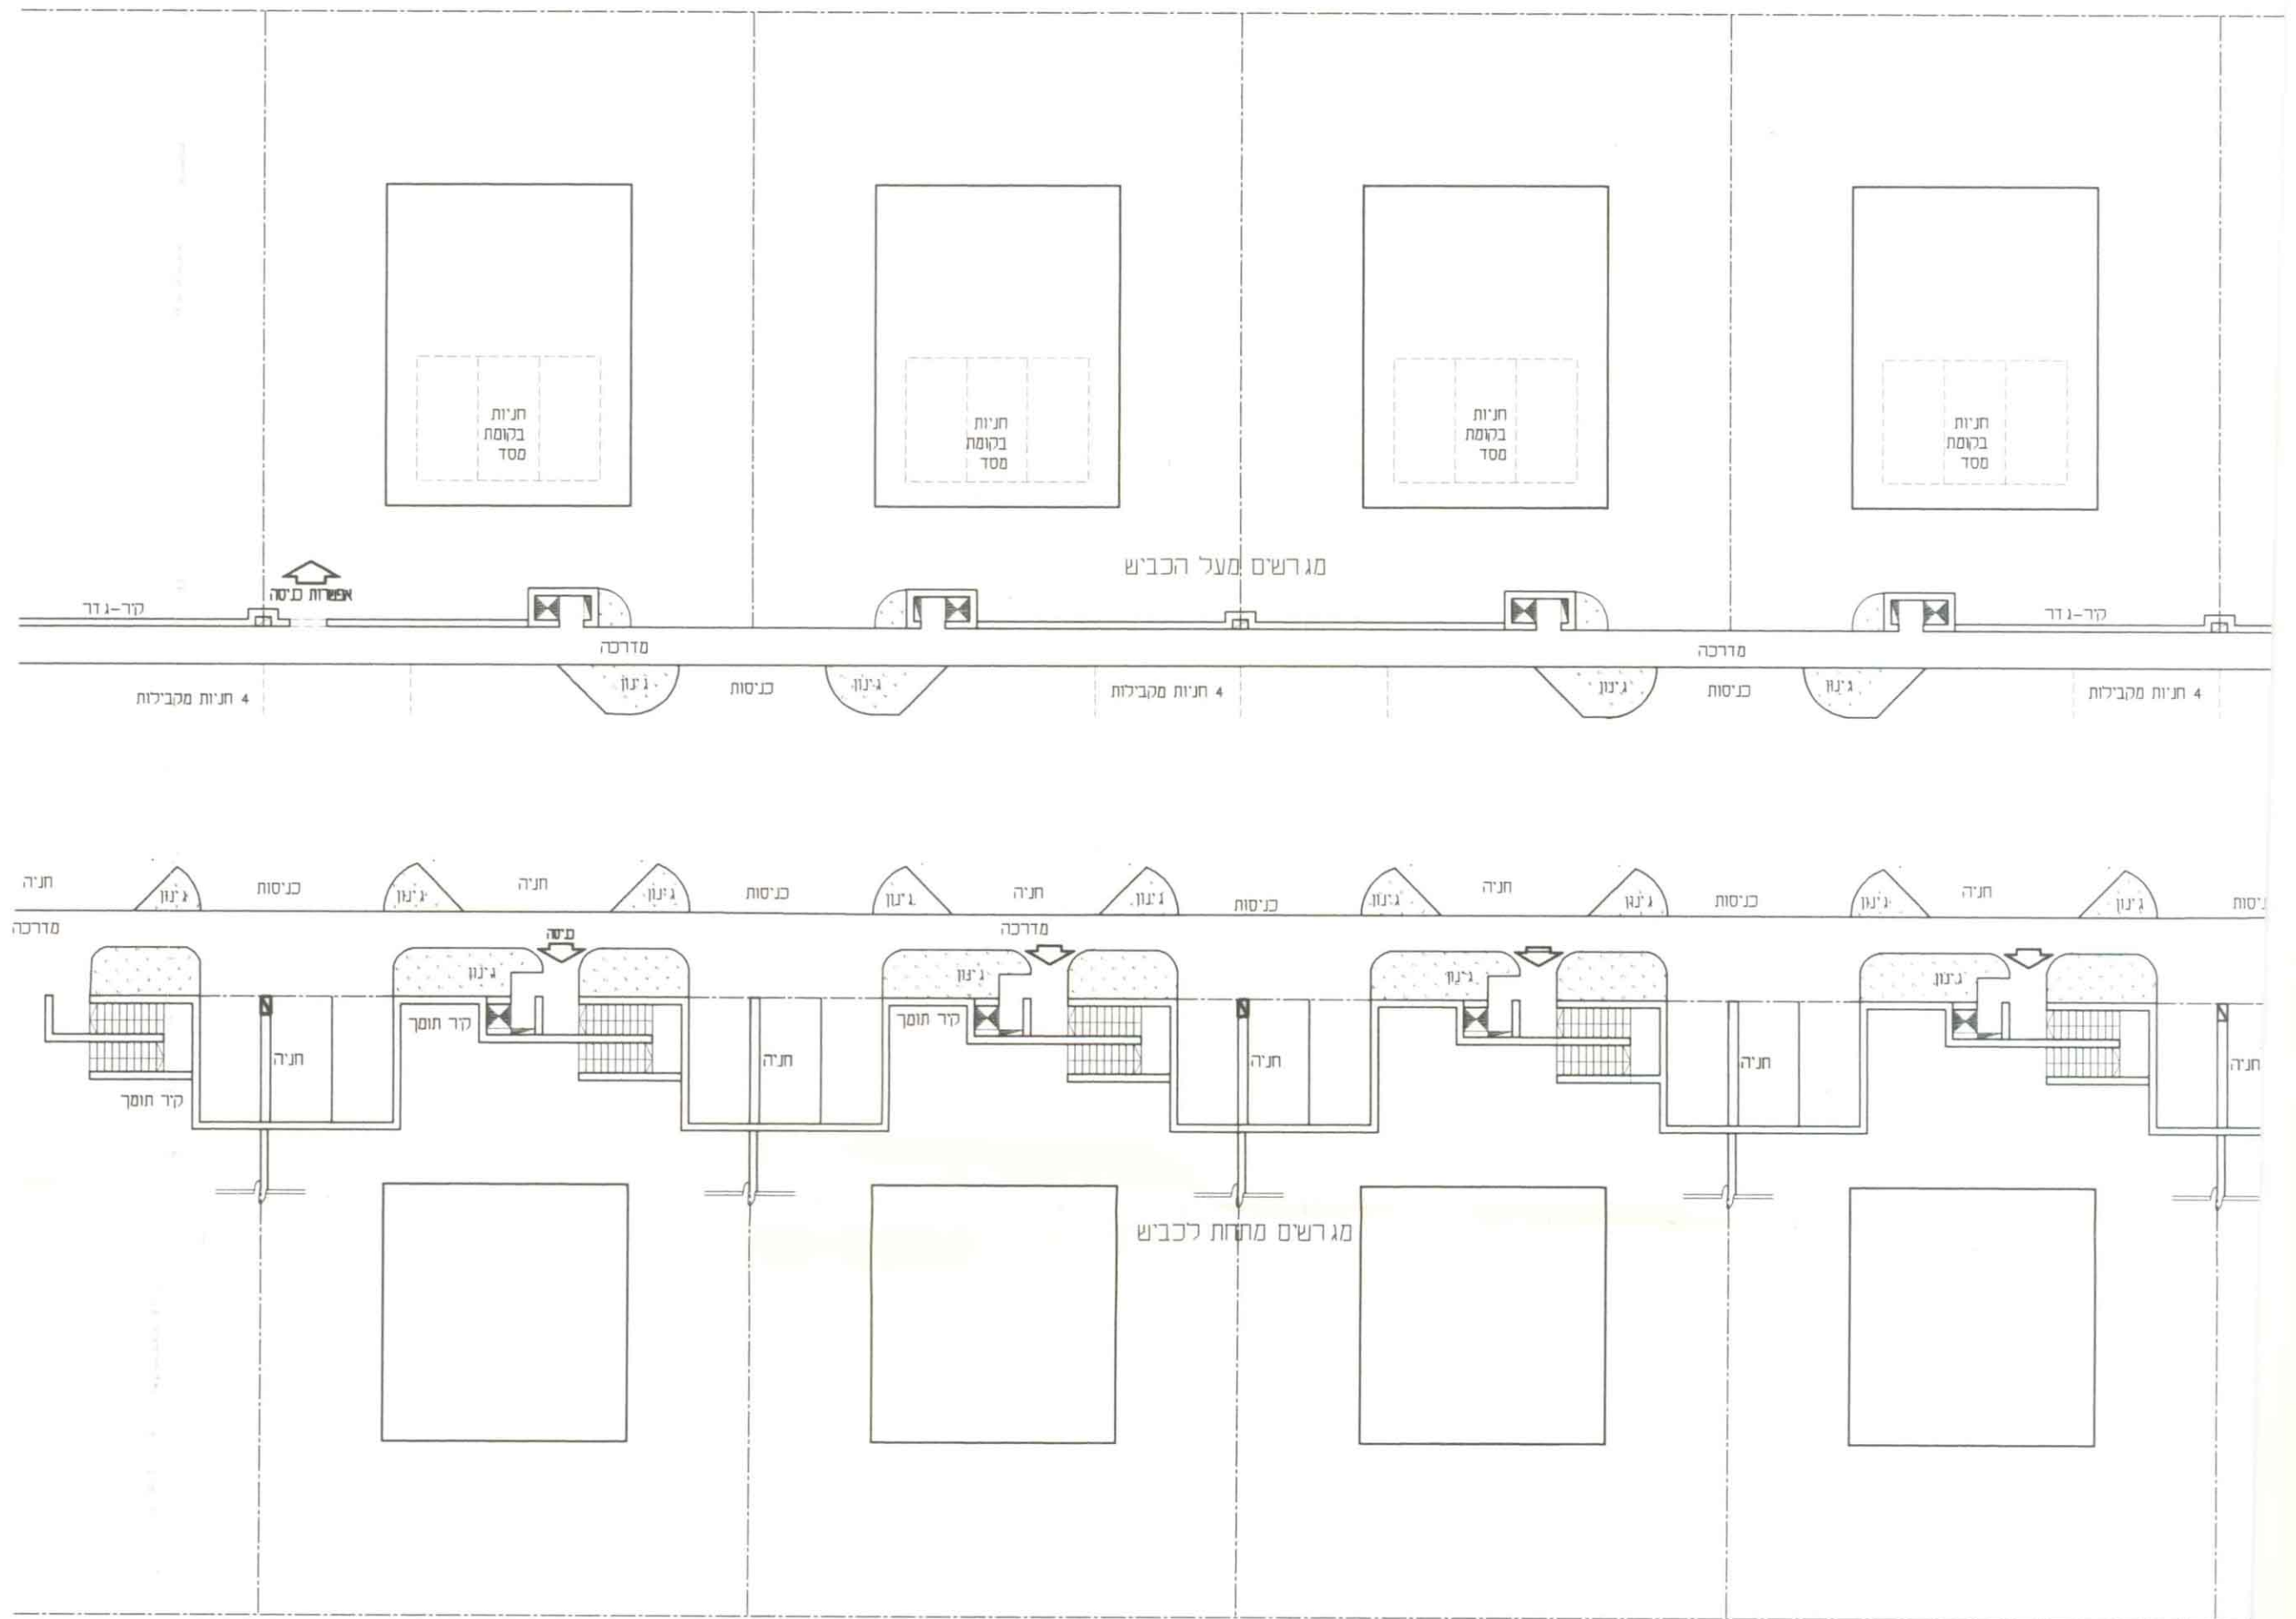 חניות
בקומת
מסד
חניות
בקומת
מסד
חניות
בקומת
מסד
חניות
בקומת
מסד
מגרשים מעל הכביש
אפשרות כניסה
קיר-גדר
קיר-גדר
מדרכה
מדרכה
4 חניות מקבילות
גינון
כניסות
גינון
4 חניות מקבילות
גינון
כניסות
גינון
4 חניות מקבילות
חניה
גינון
כניסות
גינון
חניה
גינון
כניסות
גינון
חניה
גינון
כניסות
גינון
חניה
גינון
כניסות
גינון
חניה
גינון
מדרכה
כניסה
מדרכה
גינון
גינון
גינון
גינון
קיר תומך
קיר תומך
חניה
חניה
חניה
חניה
חניה
קיר תומך
מגרשים מתחת לכביש